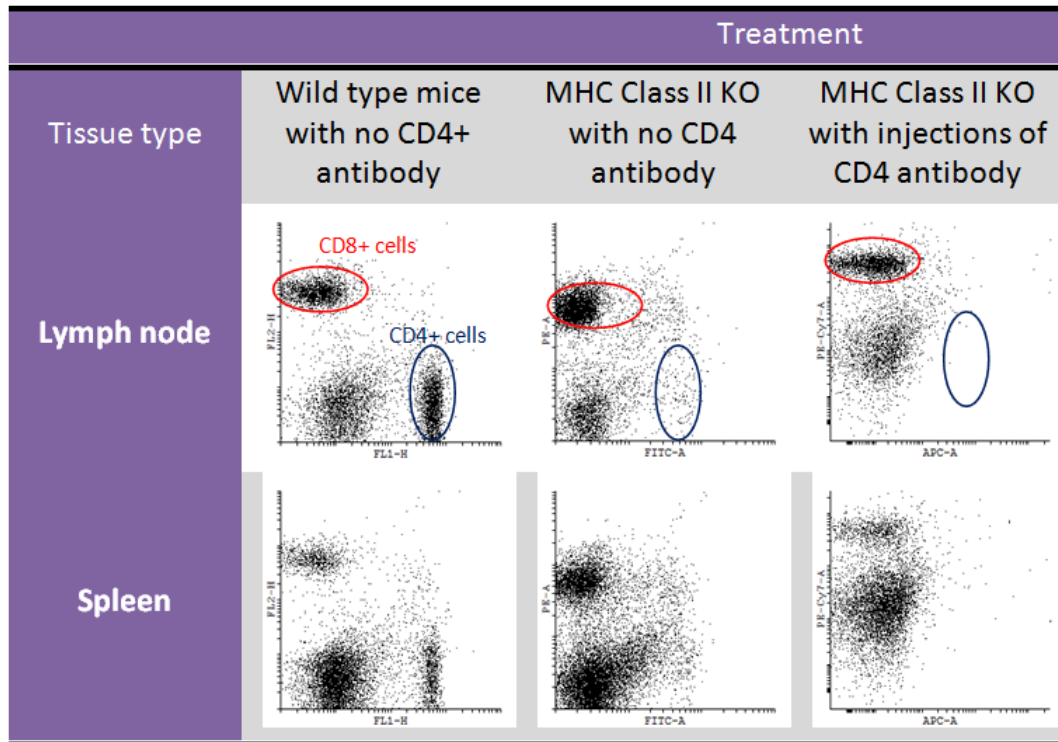 Treatment
Tissue type
Wild type mice
with no CD4+
antibody
MHC Class II KO
with no CD4
antibody
MHC Class II KO
with injections of
CD4 antibody
Lymph node
CD8+ cells
CD4+ cells
FL2-H
FL1-H
PE-A
FITC-A
PE-Cy7-A
APC-A
Spleen
FL2-H
FL1-H
PE-A
FITC-A
PE-Cy7-A
APC-A